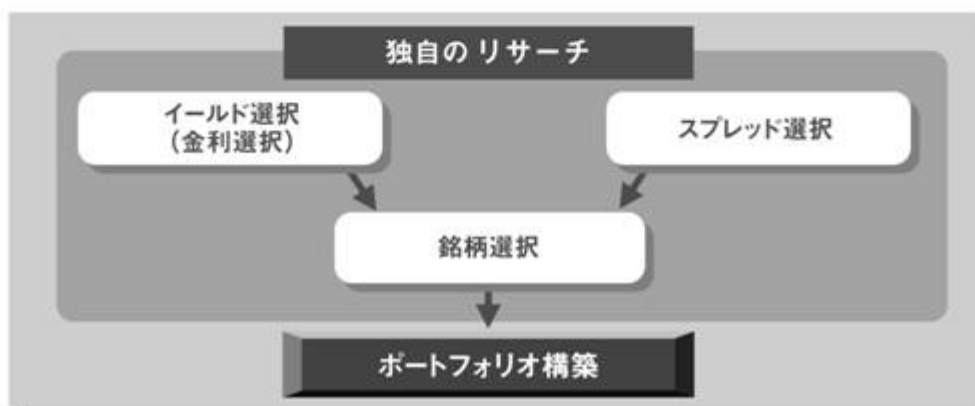 独自のリサーチ
イールド選択
（金利選択）
スプレッド選択
銘柄選択
ポートフォリオ構築